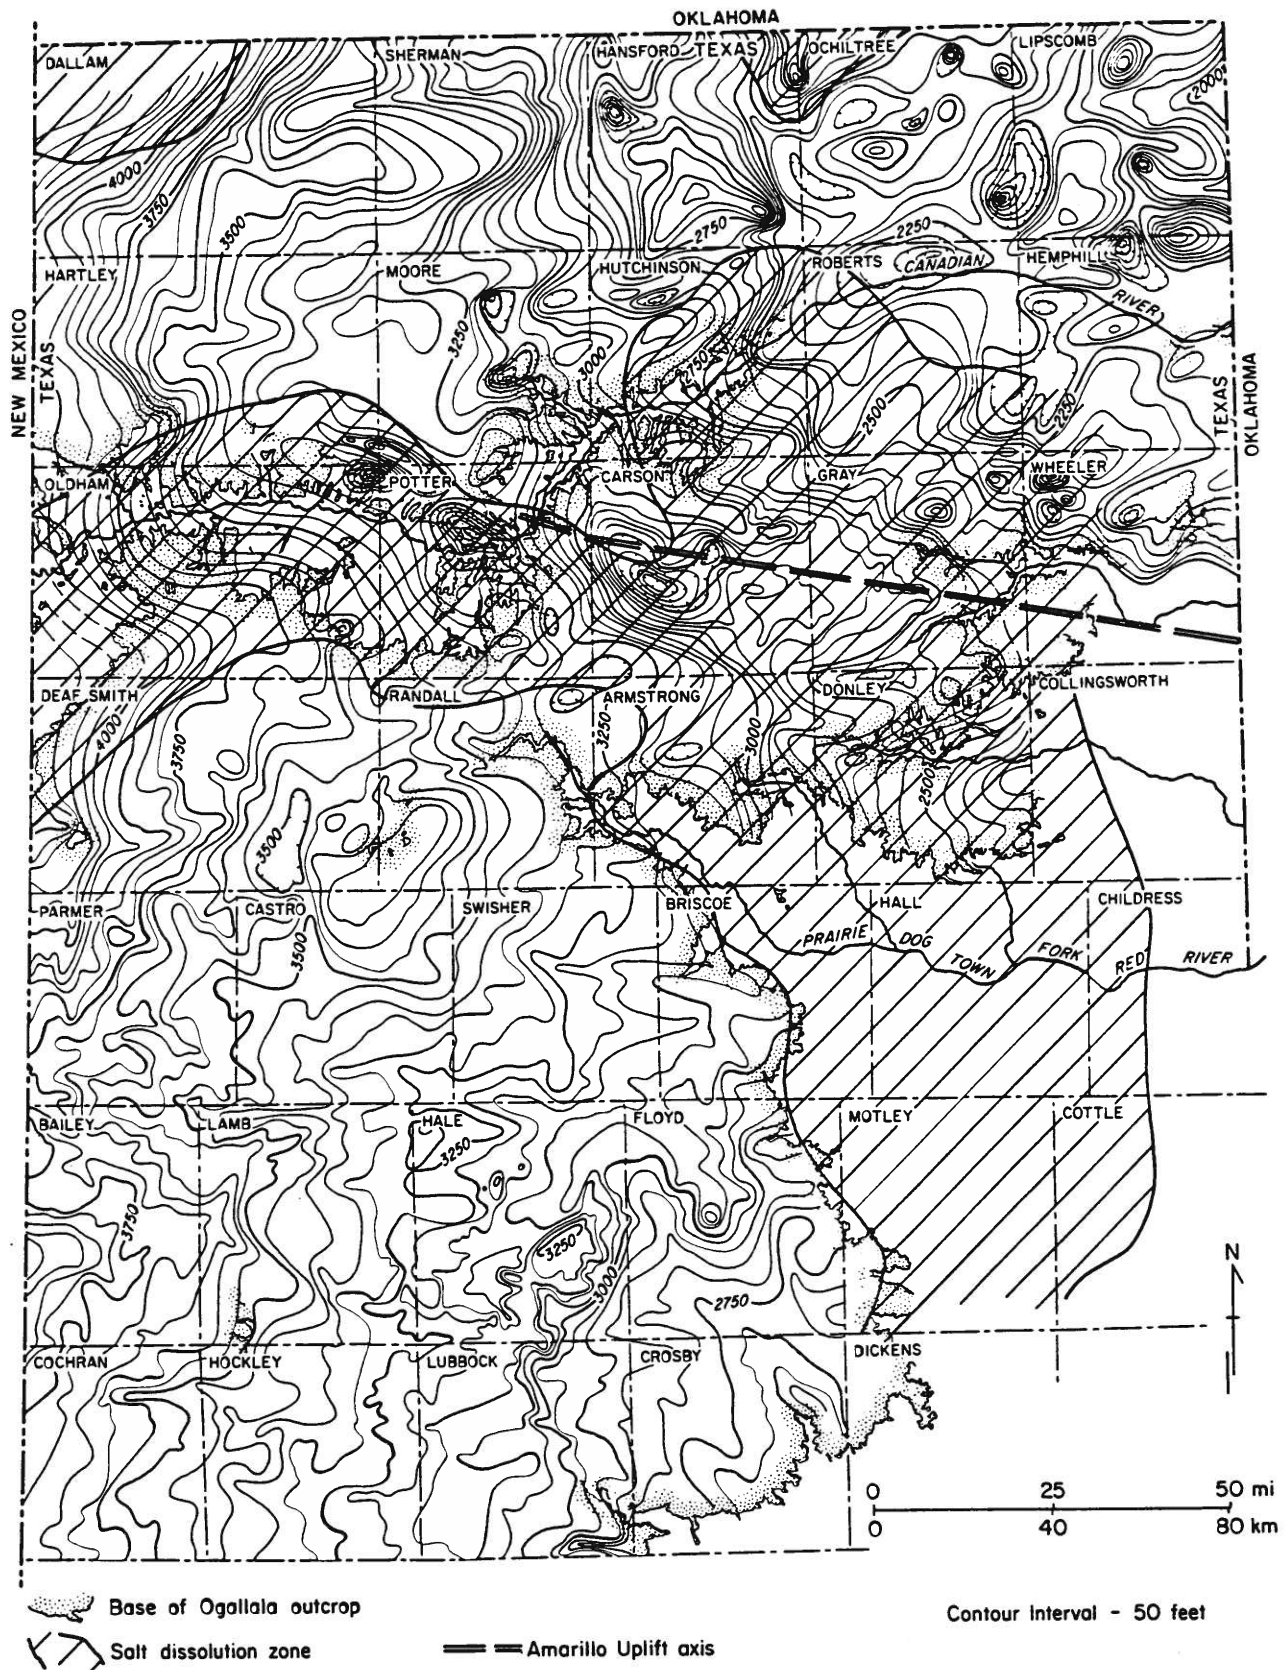 OKLAHOMA
TEXAS
DALLAM
SHERMAN
HANSFORD
OCHILTREE
LIPSCOMB
2000
4000
3750
3500
2750
2250
HARTLEY
MOORE
HUTCHINSON
ROBERTS
CANADIAN
RIVER
HEMPHILL
NEW MEXICO
TEXAS
3250
3000
2750
2500
2250
TEXAS
OKLAHOMA
OLDHAM
POTTER
CARSON
GRAY
WHEELER
DEAF SMITH
RANDALL
ARMSTRONG
DONLEY
COLLINGSWORTH
4000
3750
3250
3000
2500
3500
PARMER
CASTRO
SWISHER
BRISCOE
HALL
CHILDRESS
3500
PRAIRIE DOG TOWN FORK RED RIVER
BAILEY
LAMB
HALE
FLOYD
MOTLEY
COTTLE
3250
3750
3250
3000
2750
N
COCHRAN
HOCKLEY
LUBBOCK
CROSBY
DICKENS
0 25 50 mi
0 40 80 km
Base of Ogallala outcrop
Contour Interval - 50 feet
Salt dissolution zone
Amarillo Uplift axis